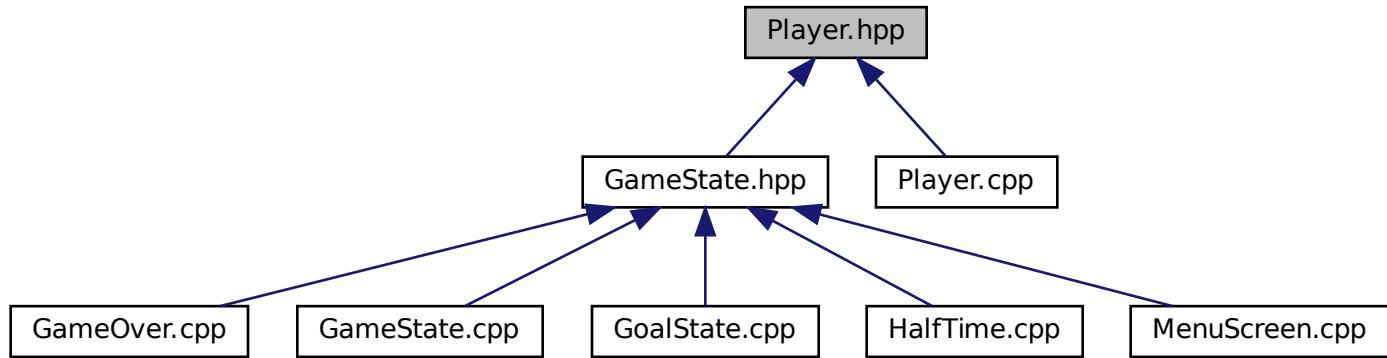 Player.hpp
GameState.hpp
Player.cpp
GameOver.cpp
GameState.cpp
GoalState.cpp
HalfTime.cpp
MenuScreen.cpp